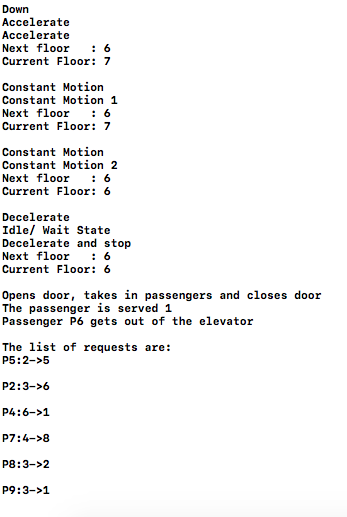 Down
Accelerate
Accelerate
Next floor   : 6
Current Floor: 7

Constant Motion
Constant Motion 1
Next floor   : 6
Current Floor: 7

Constant Motion
Constant Motion 2
Next floor   : 6
Current Floor: 6

Decelerate
Idle/ Wait State
Decelerate and stop
Next floor   : 6
Current Floor: 6

Opens door, takes in passengers and closes door
The passenger is served 1
Passenger P6 gets out of the elevator

The list of requests are:
P5:2->5

P2:3->6

P4:6->1

P7:4->8

P8:3->2

P9:3->1